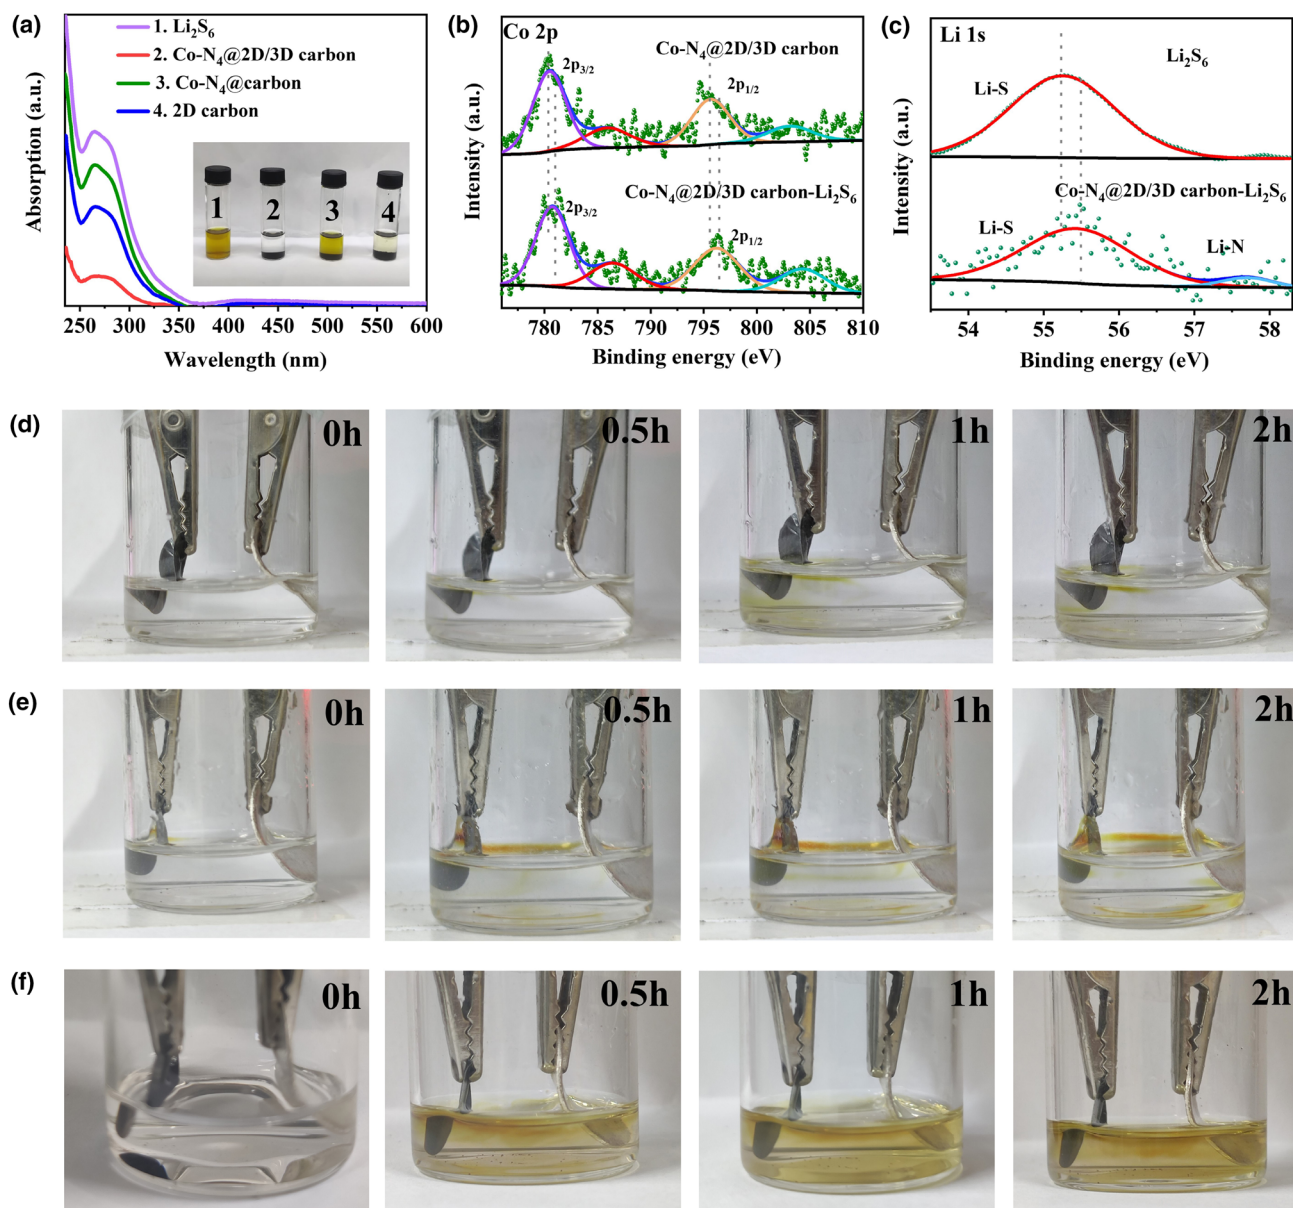 (a)
1. Li₂S₆
2. Co-N₄@2D/3D carbon
3. Co-N₄@carbon
4. 2D carbon
1 2 3 4
Absorption (a.u.)
250 300 350 400 450 500 550 600
Wavelength (nm)
(b)
Co 2p
Co-N₄@2D/3D carbon
2p₃/₂
2p₁/₂
Co-N₄@2D/3D carbon-Li₂S₆
2p₃/₂
2p₁/₂
Intensity (a.u.)
780 785 790 795 800 805 810
Binding energy (eV)
(c)
Li 1s
Li₂S₆
Li-S
Co-N₄@2D/3D carbon-Li₂S₆
Li-S
Li-N
Intensity (a.u.)
54 55 56 57 58
Binding energy (eV)
(d)
0h 0.5h 1h 2h
(e)
0h 0.5h 1h 2h
(f)
0h 0.5h 1h 2h